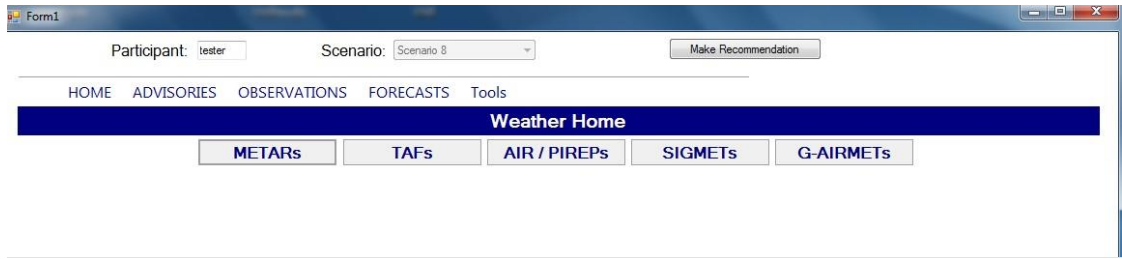 Form1
Participant: tester Scenario: Scenario 8 Make Recommendation
HOME ADVISORIES OBSERVATIONS FORECASTS Tools
Weather Home
METARs TAFs AIR / PIREPs SIGMETs G-AIRMETs